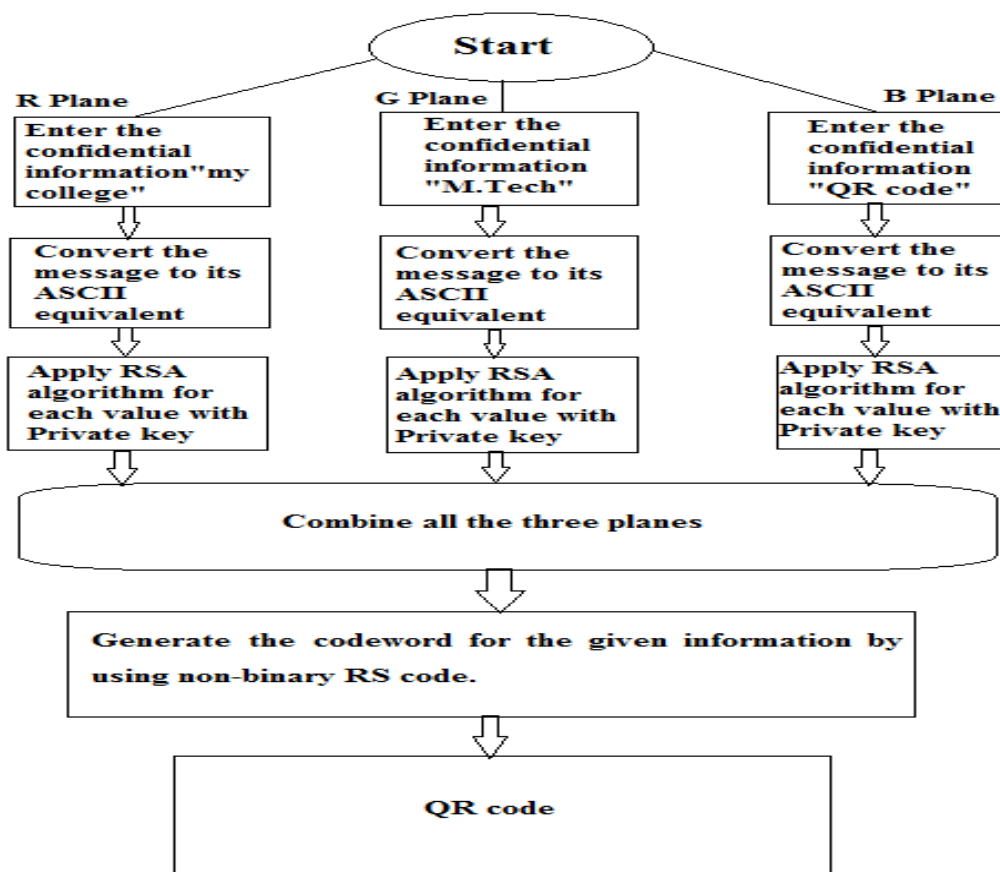 Start
R Plane
G Plane
B Plane
Enter the
confidential
information"my
college"
Enter the
confidential
information
"M.Tech"
Enter the
confidential
information
"QR code"
Convert the
message to its
ASCII
equivalent
Convert the
message to its
ASCII
equivalent
Convert the
message to its
ASCII
equivalent
Apply RSA
algorithm for
each value with
Private key
Apply RSA
algorithm for
each value with
Private key
Apply RSA
algorithm for
each value with
Private key
Combine all the three planes
Generate the codeword for the given information by
using non-binary RS code.
QR code